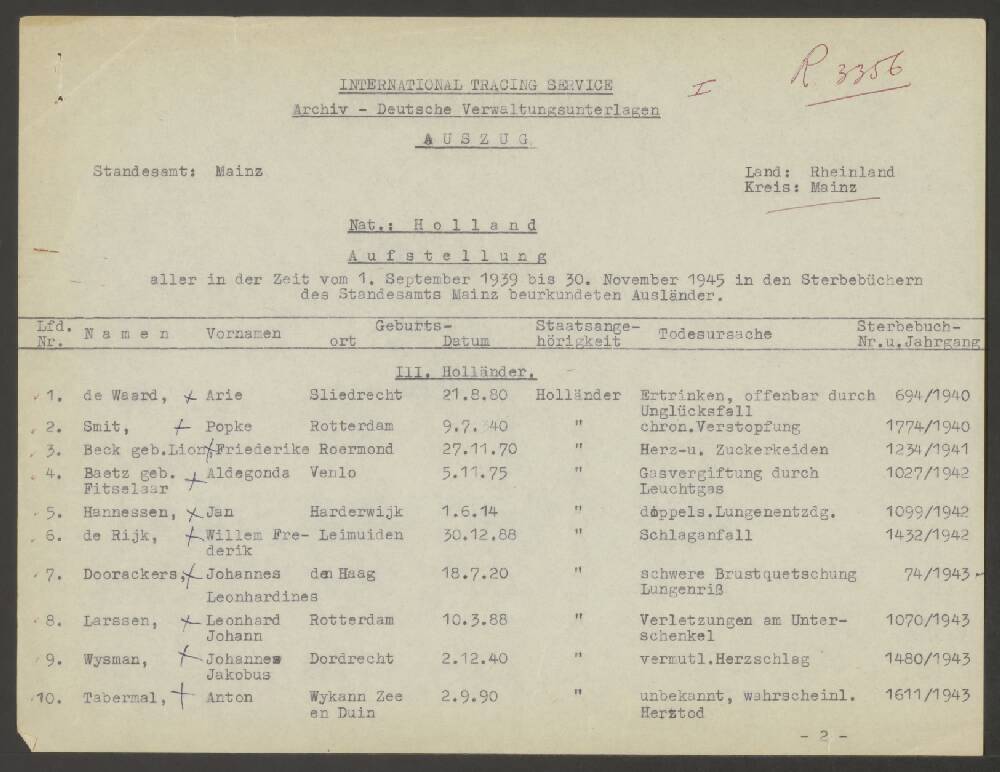 R 3356
I
INTERNATIONAL TRACING SERVICE
Archiv - Deutsche Verwaltungsunterlagen
A U S Z U G
Standesamt: Mainz Land: Rheinland
Kreis: Mainz
Nat.: H o l l a n d
A u f s t e l l u n g
aller in der Zeit vom 1. September 1939 bis 30. November 1945 in den Sterbebüchern
des Standesamts Mainz beurkundeten Ausländer.
Lfd. N a m e n Vornamen Geburts- Staatsange- Todesursache Sterbebuch-
Nr. ort Datum hörigkeit Nr.u.Jahrgang
III. Holländer.
1. de Waard, Arie Sliedrecht 21.8.80 Holländer Ertrinken, offenbar durch 694/1940
Unglücksfall
2. Smit, Popke Rotterdam 9.7.40 " chron.Verstopfung 1774/1940
3. Beck geb.Lion, Friederike Roermond 27.11.70 " Herz-u. Zuckerkeiden 1234/1941
4. Baetz geb. Aldegonda Venlo 5.11.75 " Gasvergiftung durch 1027/1942
Fitselaar Leuchtgas
5. Hannessen, Jan Harderwijk 1.6.14 " doppels.Lungenentzdg. 1099/1942
6. de Rijk, Willem Fre- Leimuiden 30.12.88 " Schlaganfall 1432/1942
derik
7. Doorackers, Johannes den Haag 18.7.20 " schwere Brustquetschung 74/1943
Leonhardines Lungenriß
8. Larssen, Leonhard Rotterdam 10.3.88 " Verletzungen am Unter- 1070/1943
Johann schenkel
9. Wysman, Johannes Dordrecht 2.12.40 " vermutl.Herzschlag 1480/1943
Jakobus
10. Tabermal, Anton Wykann Zee 2.9.90 " unbekannt, wahrscheinl. 1611/1943
en Duin Herztod
- 2 -